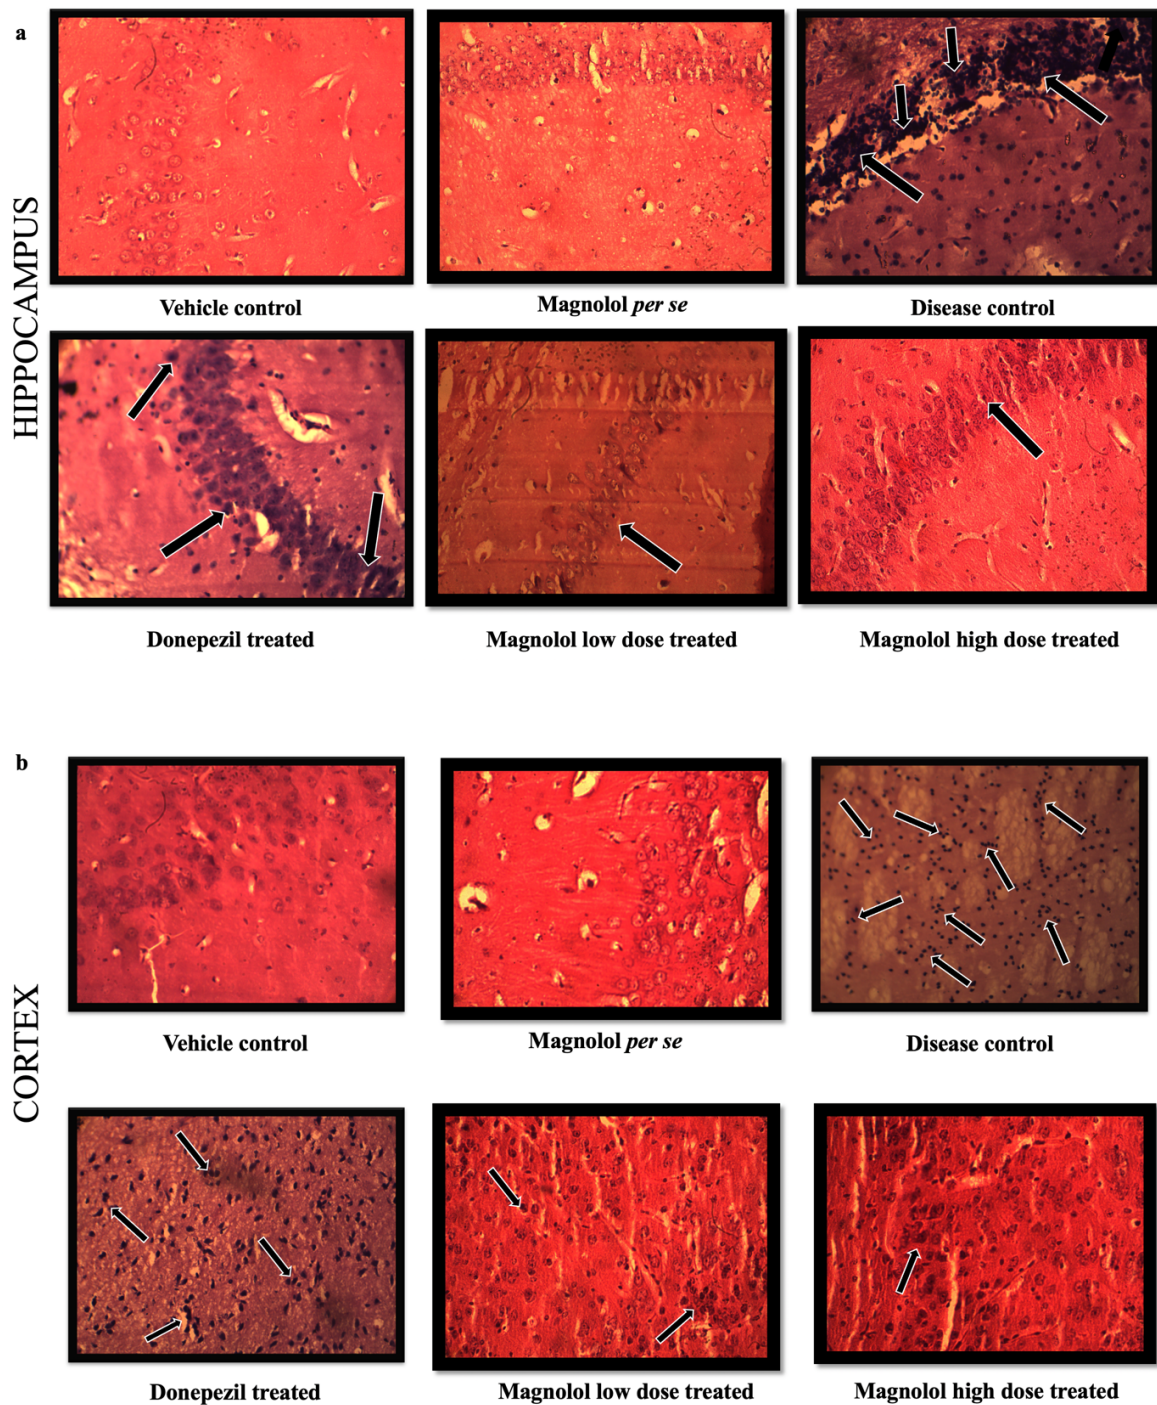 a
HIPPOCAMPUS
Vehicle control
Magnolol per se
Disease control
Donepezil treated
Magnolol low dose treated
Magnolol high dose treated
b
CORTEX
Vehicle control
Magnolol per se
Disease control
Donepezil treated
Magnolol low dose treated
Magnolol high dose treated